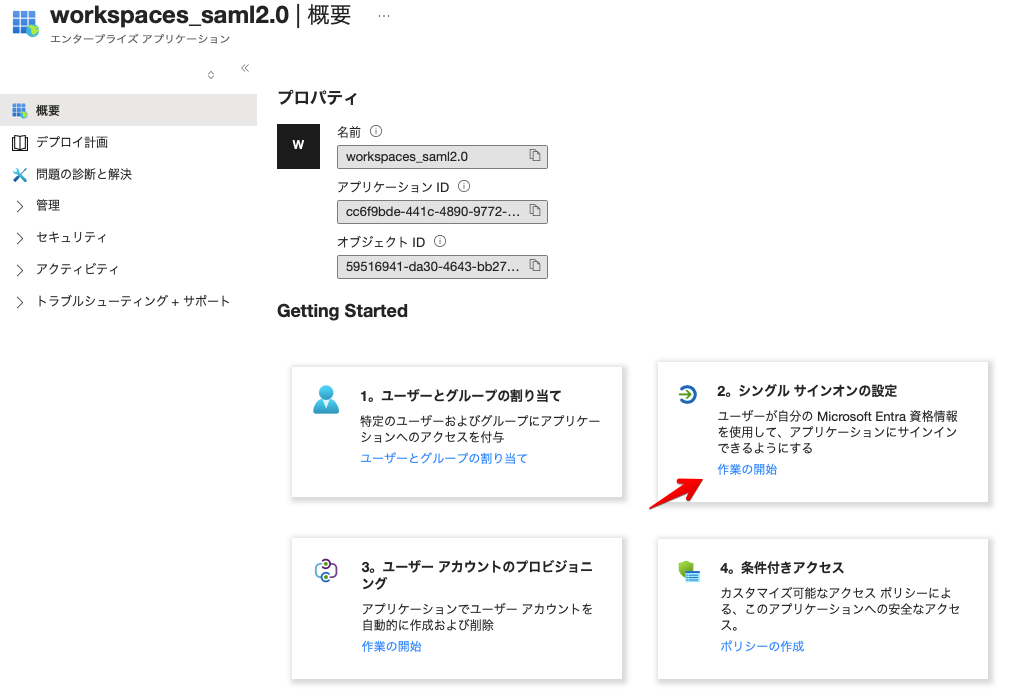 workspaces_saml2.0 | 概要 …
エンタープライズ アプリケーション
«
概要
デプロイ計画
問題の診断と解決
管理
セキュリティ
アクティビティ
トラブルシューティング + サポート
プロパティ
W
名前
workspaces_saml2.0
アプリケーション ID
cc6f9bde-441c-4890-9772-...
オブジェクト ID
59516941-da30-4643-bb27...
Getting Started
1。ユーザーとグループの割り当て
特定のユーザーおよびグループにアプリケー
ションへのアクセスを付与
ユーザーとグループの割り当て
2。シングル サインオンの設定
ユーザーが自分の Microsoft Entra 資格情報
を使用して、アプリケーションにサインイン
できるようにする
作業の開始
3。ユーザー アカウントのプロビジョニ
ング
アプリケーションでユーザー アカウントを
自動的に作成および削除
作業の開始
4。条件付きアクセス
カスタマイズ可能なアクセス ポリシーによ
る、このアプリケーションへの安全なアクセ
ス。
ポリシーの作成